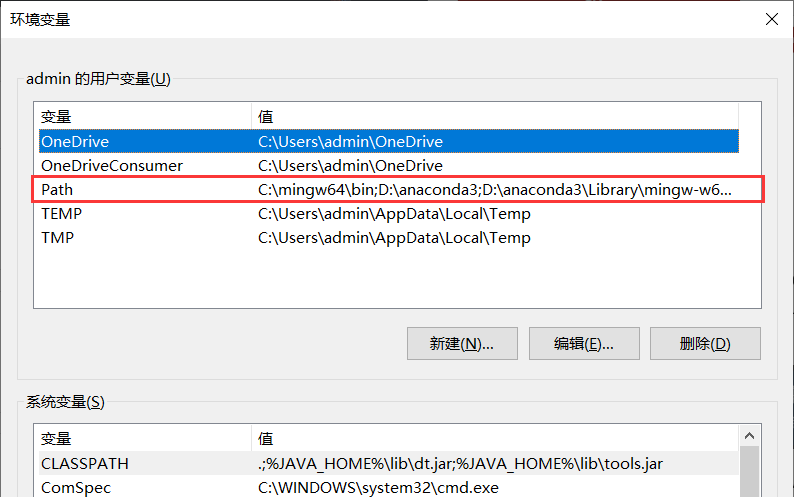 环境变量
admin 的用户变量(U)
变量 值
OneDrive C:\Users\admin\OneDrive
OneDriveConsumer C:\Users\admin\OneDrive
Path C:\mingw64\bin;D:\anaconda3;D:\anaconda3\Library\mingw-w6...
TEMP C:\Users\admin\AppData\Local\Temp
TMP C:\Users\admin\AppData\Local\Temp
新建(N)... 编辑(E)... 删除(D)
系统变量(S)
变量 值
CLASSPATH .;%JAVA_HOME%\lib\dt.jar;%JAVA_HOME%\lib\tools.jar
ComSpec C:\WINDOWS\system32\cmd.exe